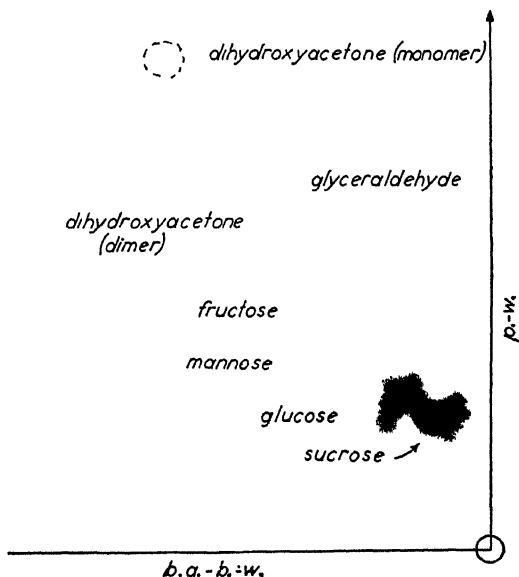 dihydroxyacetone (monomer)
glyceraldehyde
dihydroxyacetone
(dimer)
fructose
p.-w.
mannose
glucose
sucrose
b.a.-b.-w.